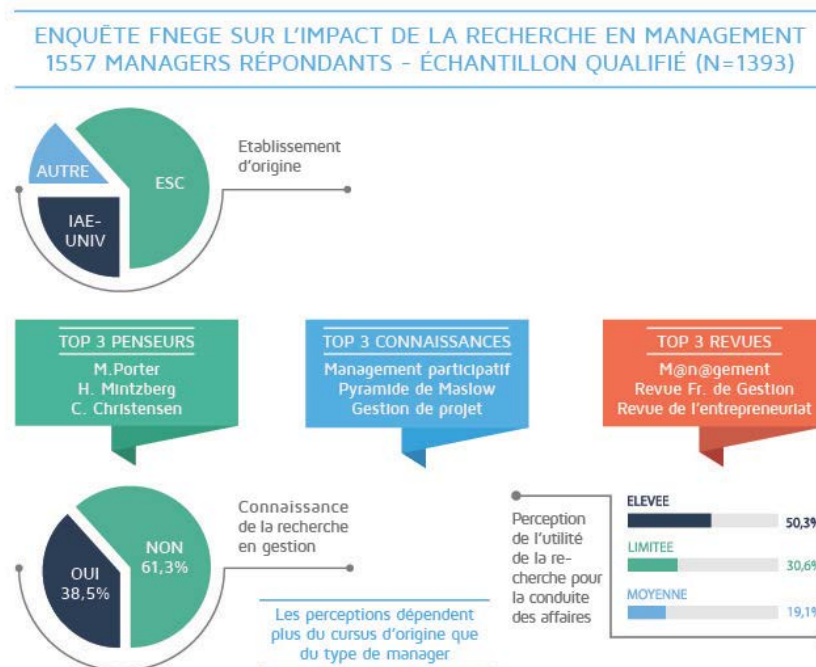 ENQUÊTE FNEGE SUR L'IMPACT DE LA RECHERCHE EN MANAGEMENT
1557 MANAGERS RÉPONDANTS - ÉCHANTILLON QUALIFIÉ (N=1393)
AUTRE
ESC
IAE-
UNIV
Etablissement
d'origine
TOP 3 PENSEURS
M.Porter
H. Mintzberg
C. Christensen
TOP 3 CONNAISSANCES
Management participatif
Pyramide de Maslow
Gestion de projet
TOP 3 REVUES
M@n@gement
Revue Fr. de Gestion
Revue de l'entrepreneuriat
OUI
38,5%
NON
61,3%
Connaissance
de la recherche
en gestion
Les perceptions dépendent
plus du cursus d'origine que
du type de manager
Perception
de l'utilité
de la re-
cherche pour
la conduite
des affaires
ELEVEE
50,3%
LIMITEE
30,6%
MOYENNE
19,1%